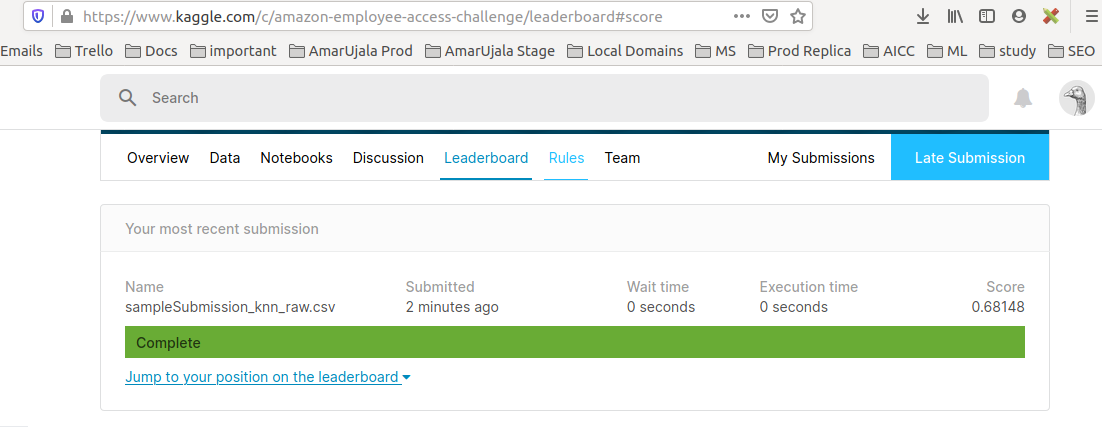 https://www.kaggle.com/c/amazon-employee-access-challenge/leaderboard#score
Emails Trello Docs important AmarUjala Prod AmarUjala Stage Local Domains MS Prod Replica AICC ML study SEO
Search
Overview Data Notebooks Discussion Leaderboard Rules Team My Submissions Late Submission
Your most recent submission
Name Submitted Wait time Execution time Score
sampleSubmission_knn_raw.csv 2 minutes ago 0 seconds 0 seconds 0.68148
Complete
Jump to your position on the leaderboard